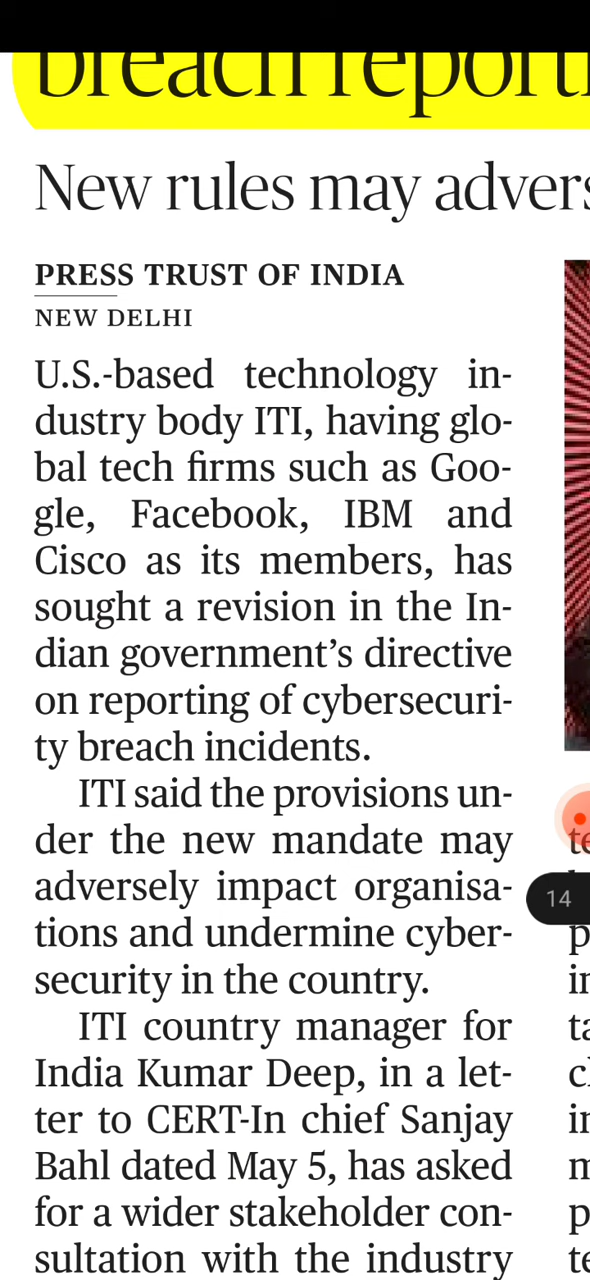 breach reporti
New rules may advers
PRESS TRUST OF INDIA
NEW DELHI
U.S.-based technology in-
dustry body ITI, having glo-
bal tech firms such as Goo-
gle, Facebook, IBM and
Cisco as its members, has
sought a revision in the In-
dian government’s directive
on reporting of cybersecuri-
ty breach incidents.
ITI said the provisions un-
der the new mandate may
adversely impact organisa-
tions and undermine cyber-
security in the country.
ITI country manager for
India Kumar Deep, in a let-
ter to CERT-In chief Sanjay
Bahl dated May 5, has asked
for a wider stakeholder con-
sultation with the industry
14